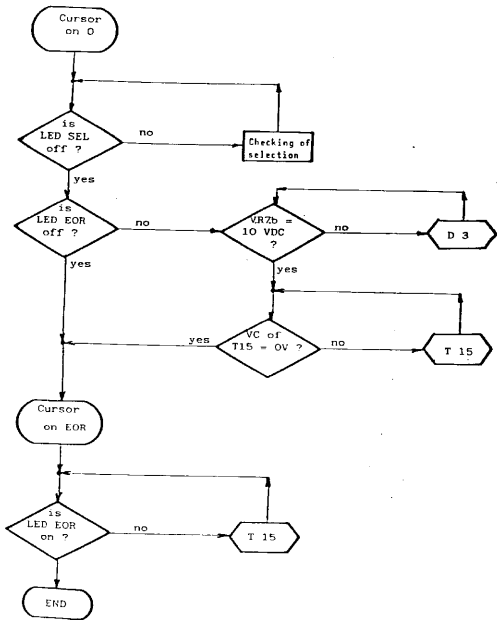 Cursor
on 0
is
LED SEL
off ?
no
Checking of
selection
yes
is
LED EOR
off ?
no
VR7b =
10 VDC
?
no
D 3
yes
yes
VC of
T15 = 0V ?
yes
no
T 15
Cursor
on EOR
is
LED EOR
on ?
no
T 15
END